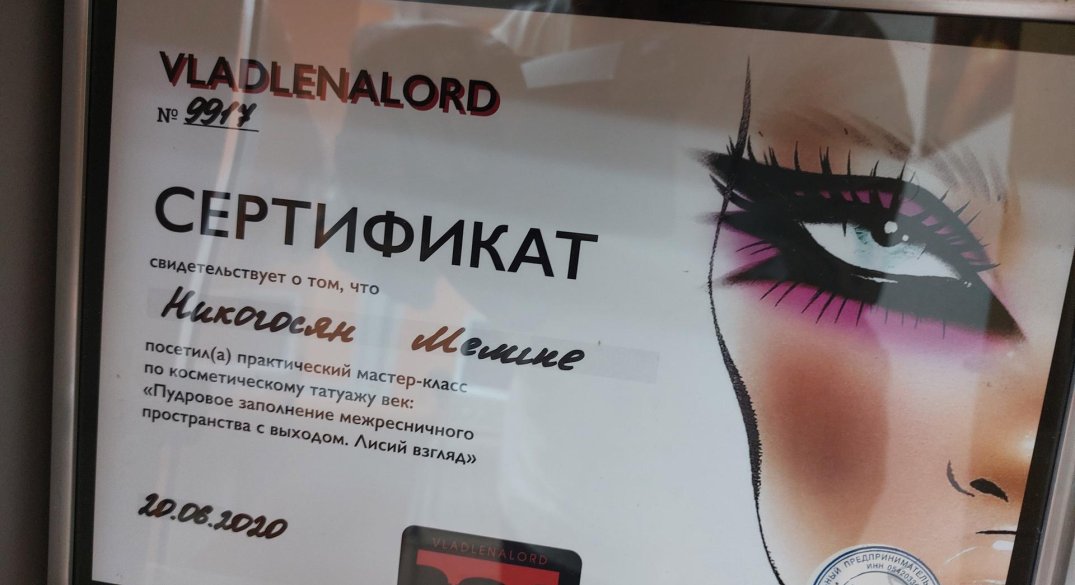 VLADLENALORD
№ 9917
СЕРТИФИКАТ
свидетельствует о том, что
Никогосян Мелине
посетил(а) практический мастер-класс
по косметическому татуажу век:
«Пудровое заполнение межресничного
пространства с выходом. Лисий взгляд»
20.06.2020
VLADLENALORD